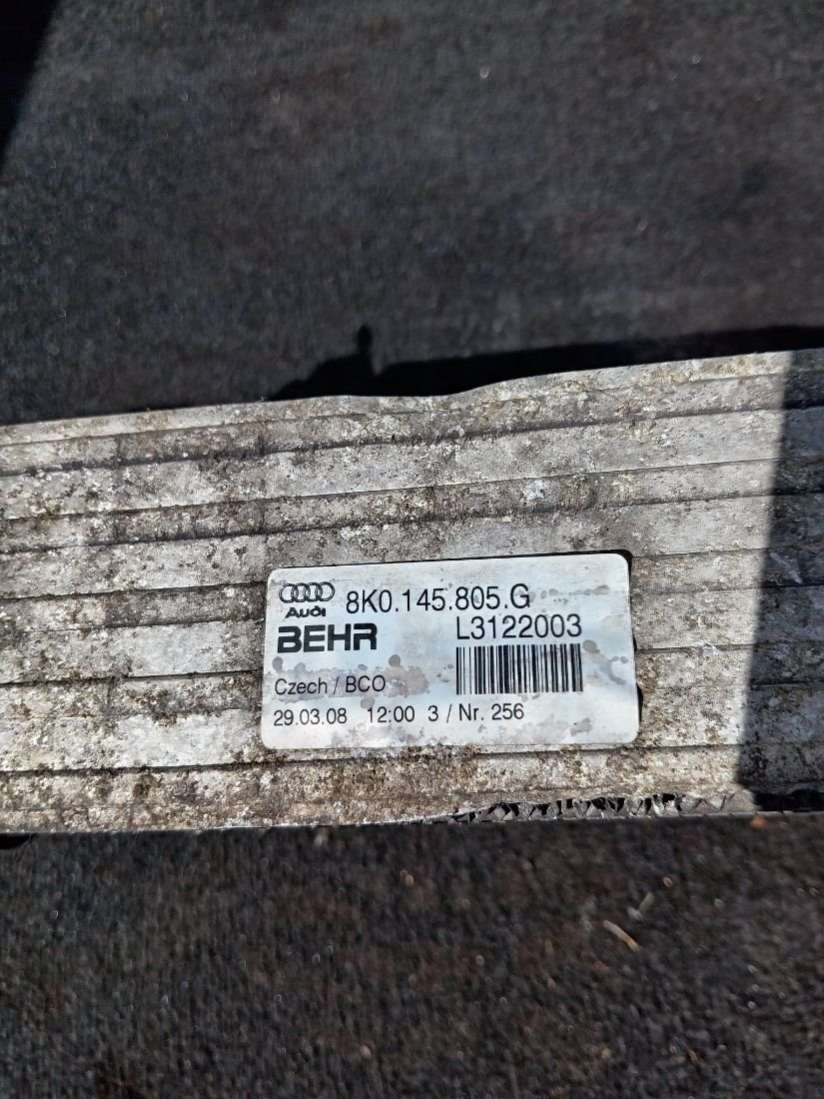 Audi 8K0.145.805.G
BEHR L3122003
Czech / BCO
29.03.08 12:00 3 / Nr. 256